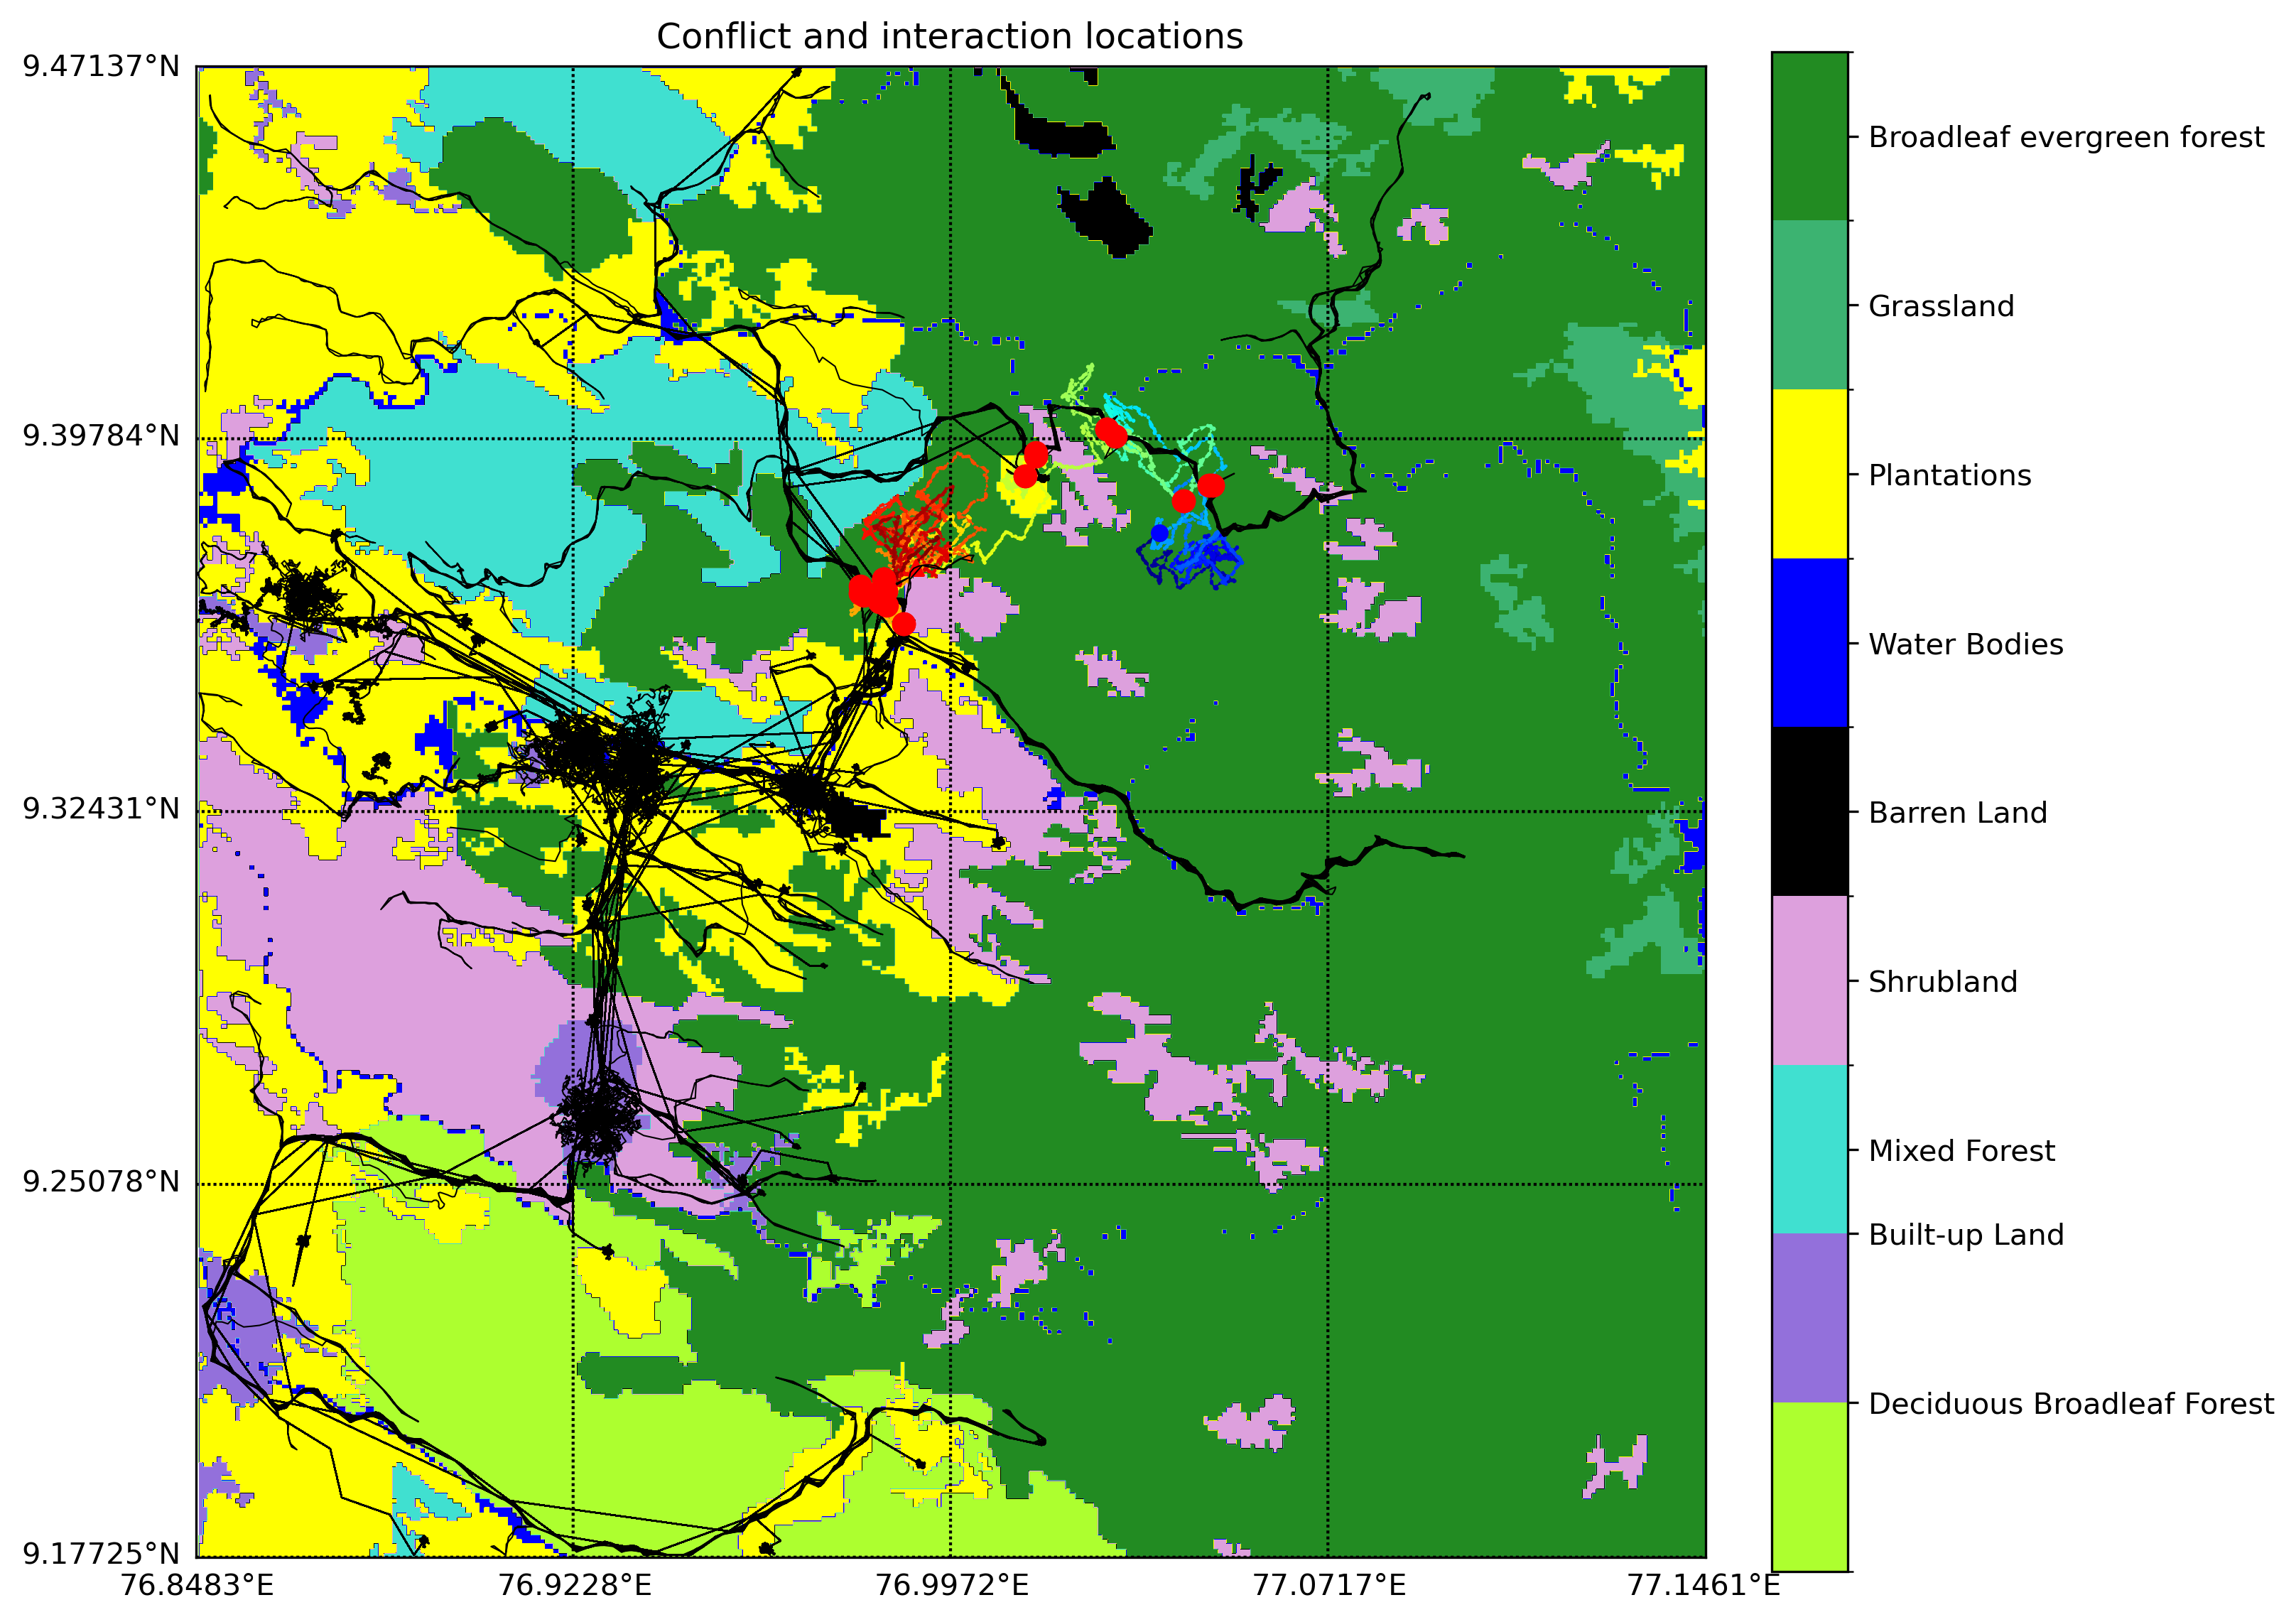 Conflict and interaction locations
9.47137°N
9.39784°N
9.32431°N
9.25078°N
9.17725°N
76.8483°E
76.9228°E
76.9972°E
77.0717°E
77.1461°E
Broadleaf evergreen forest
Grassland
Plantations
Water Bodies
Barren Land
Shrubland
Mixed Forest
Built-up Land
Deciduous Broadleaf Forest